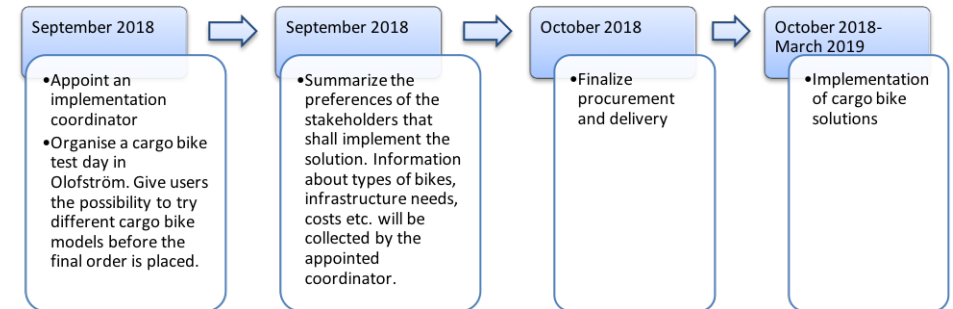 September 2018
•Appoint an
implementation
coordinator
•Organise a cargo bike
test day in
Olofström. Give users
the possibility to try
different cargo bike
models before the
final order is placed.
September 2018
•Summarize the
preferences of the
stakeholders that
shall implement the
solution. Information
about types of bikes,
infrastructure needs,
costs etc. will be
collected by the
appointed
coordinator.
October 2018
•Finalize
procurement
and delivery
October 2018-
March 2019
•Implementation
of cargo bike
solutions